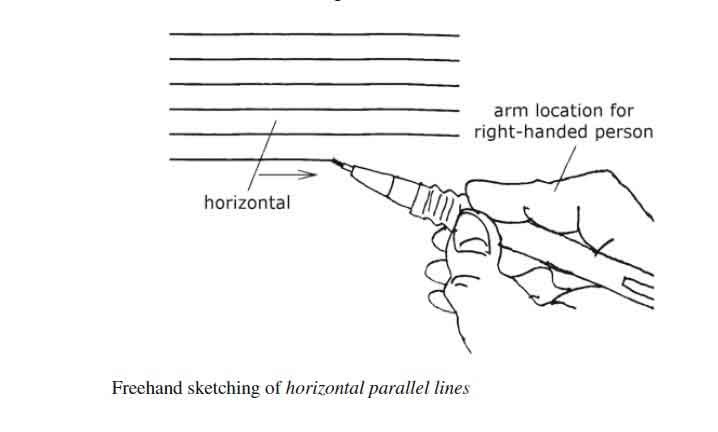 arm location for
right-handed person
horizontal
Freehand sketching of horizontal parallel lines